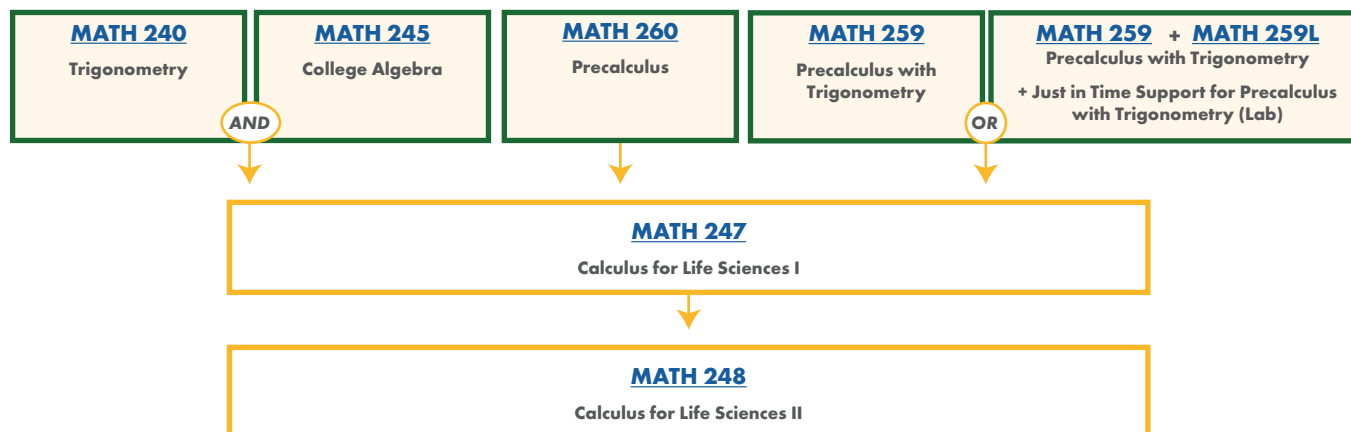 MATH 240
Trigonometry
AND
MATH 245
College Algebra
MATH 260
Precalculus
MATH 259
Precalculus with
Trigonometry
OR
MATH 259 + MATH 259L
Precalculus with Trigonometry
+ Just in Time Support for Precalculus
with Trigonometry (Lab)
MATH 247
Calculus for Life Sciences I
MATH 248
Calculus for Life Sciences II